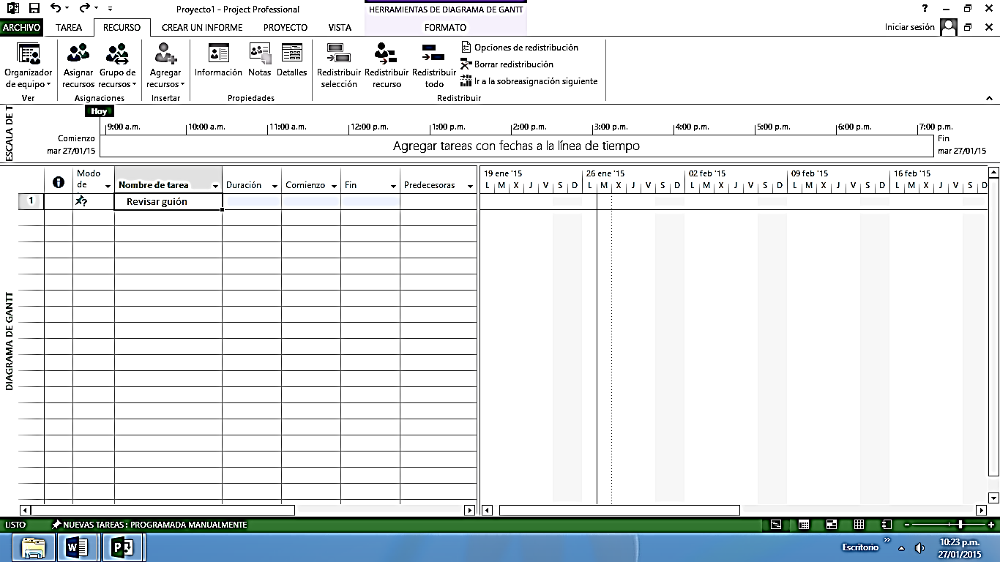 Proyecto1 - Project Professional
HERRAMIENTAS DE DIAGRAMA DE GANTT
?
ARCHIVO TAREA RECURSO CREAR UN INFORME PROYECTO VISTA FORMATO
Iniciar sesión
Organizador de equipo
Asignar recursos
Grupo de recursos
Agregar recursos
Información
Notas
Detalles
Redistribuir selección
Redistribuir recurso
Redistribuir todo
Opciones de redistribución
Borrar redistribución
Ir a la sobreasignación siguiente
Ver Asignaciones Insertar Propiedades Redistribuir
ESCALA DE T
Hoy
9:00 a.m. 10:00 a.m. 11:00 a.m. 12:00 p.m. 1:00 p.m. 2:00 p.m. 3:00 p.m. 4:00 p.m. 5:00 p.m. 6:00 p.m. 7:00 p.m.
Comienzo
mar 27/01/15
Agregar tareas con fechas a la línea de tiempo
Fin
mar 27/01/15
Modo de
Nombre de tarea
Duración
Comienzo
Fin
Predecesoras
19 ene '15 26 ene '15 02 feb '15 09 feb '15 16 feb '15
L M X J V S D L M X J V S D L M X J V S D L M X J V S D L M X J V S D
1 ? Revisar guión
DIAGRAMA DE GANTT
LISTO NUEVAS TAREAS : PROGRAMADA MANUALMENTE
Escritorio
10:23 p.m.
27/01/2015